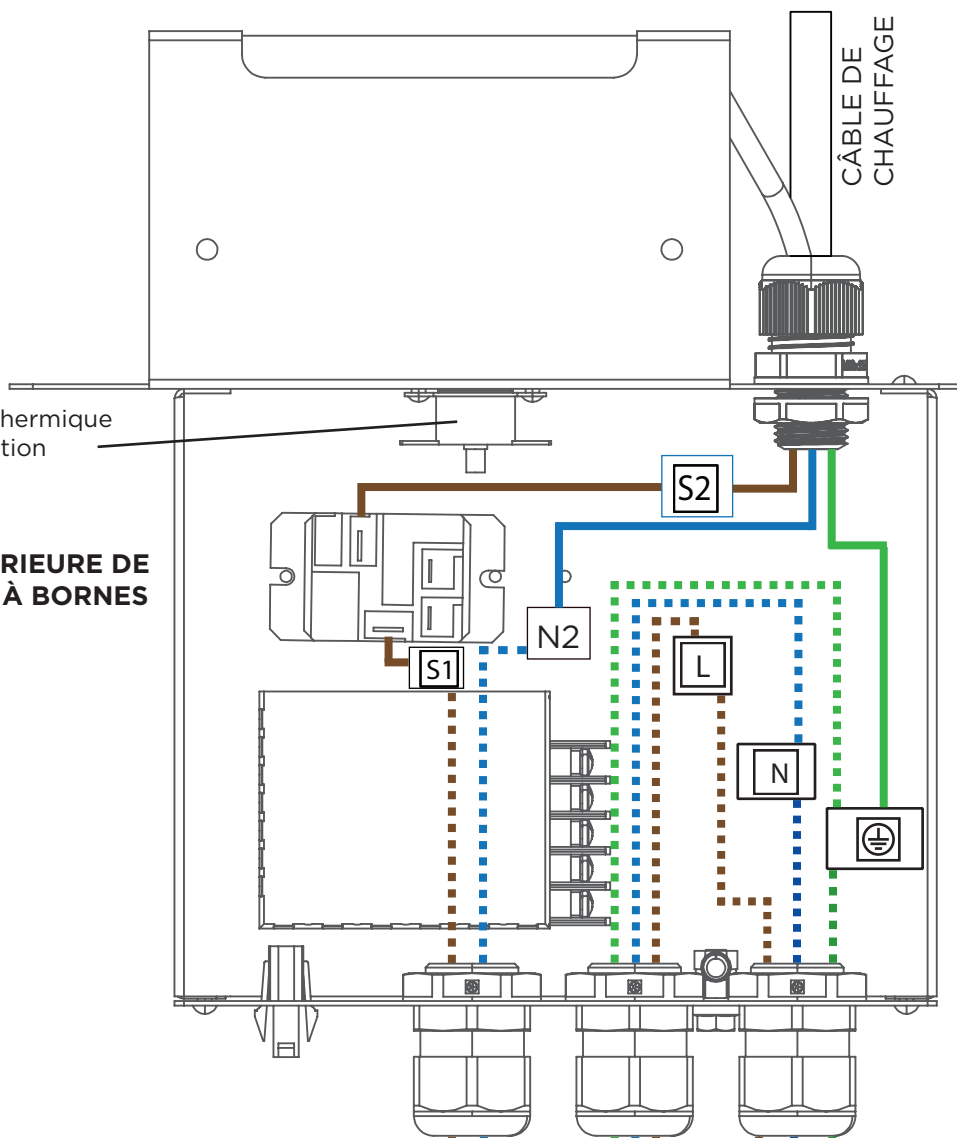 CÂBLE DE
CHAUFFAGE
hermique
tion
S2
RIEURE DE
À BORNES
N2
L
S1
N